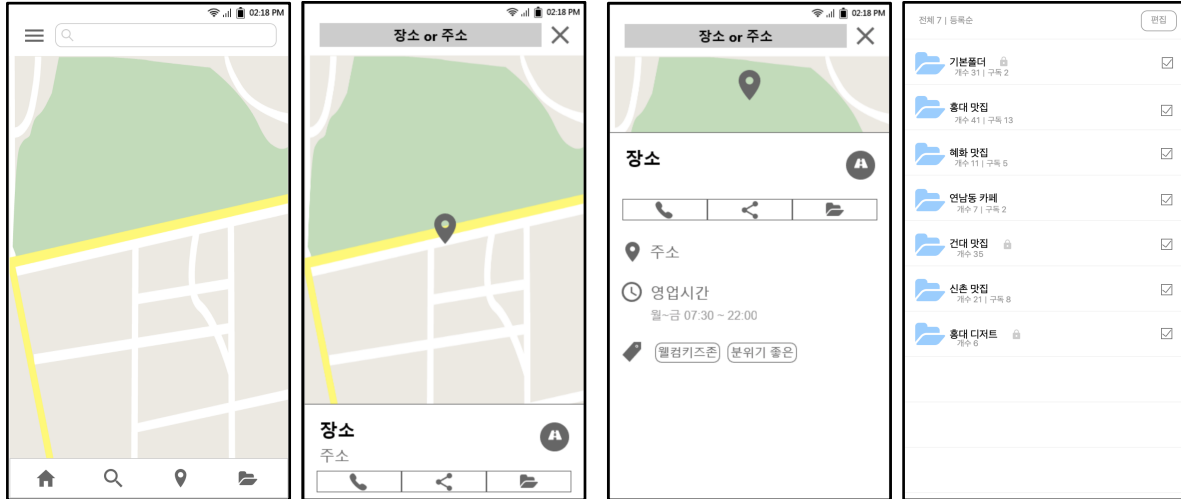 02:18 PM
02:18 PM
장소 or 주소
장소
주소
02:18 PM
장소 or 주소
장소
주소
영업시간
월~금 07:30 ~ 22:00
웰컴키즈존 분위기 좋은
전체 7 | 등록순 편집
기본폴더
개수 31 | 구독 2
홍대 맛집
개수 41 | 구독 13
혜화 맛집
개수 11 | 구독 5
연남동 카페
개수 7 | 구독 2
건대 맛집
개수 35
신촌 맛집
개수 21 | 구독 8
홍대 디저트
개수 6